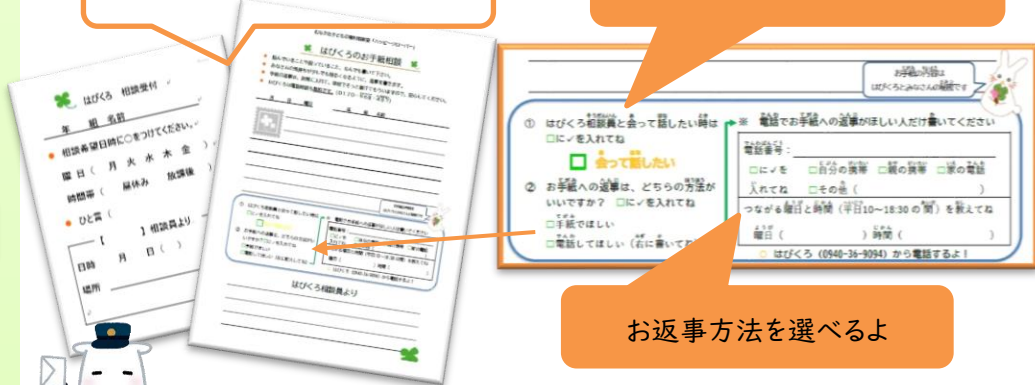 はぴくろ 相談受付
年 組 名前
相談希望日時に○をつけてください。
曜日( 月 火 水 木 金 )
時間帯( 昼休み 放課後 )
ひと言(
【 】相談員より
日時 月 日( )
場所
はぴくろのお手紙相談
はぴくろ相談員より
お手紙の内容は
はぴくろとみなさんの秘密です
① はぴくろ相談員と会って話したい時は
□に✓を入れてね
□ 会って話したい
② お手紙への返事は、どちらの方法が
いいですか? □に✓を入れてね
□手紙でほしい
□電話してほしい(右に書いてね)
※ 電話でお手紙への返事がほしい人だけ書いてください
電話番号:
□に✓を □自分の携帯 □親の携帯 □家の電話
入れてね □その他( )
つながる曜日と時間(平日10~18:30の間)を教えてね
曜日( )時間( )
○ はぴくろ(0940-36-9094)から電話するよ!
お返事方法を選べるよ